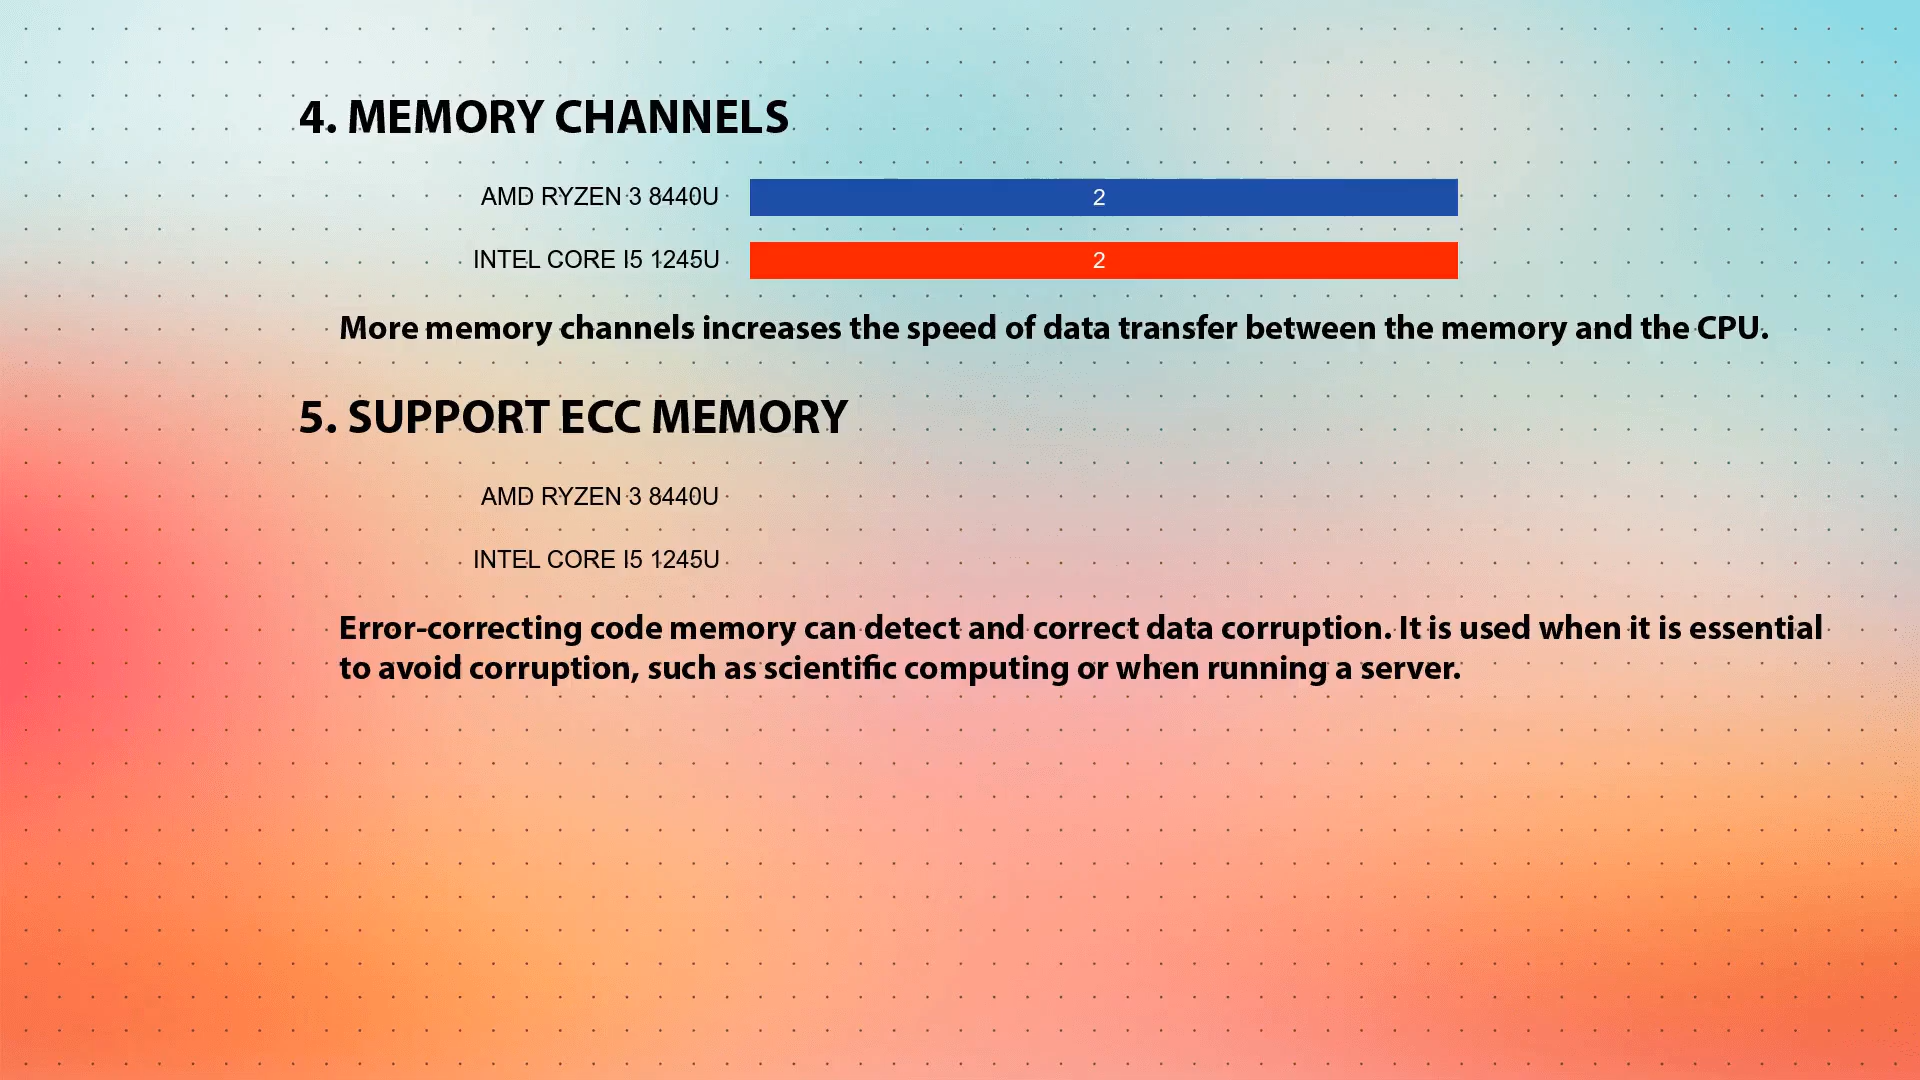 4. MEMORY CHANNELS
AMD RYZEN 3 8440U
2
INTEL CORE I5 1245U
2
More memory channels increases the speed of data transfer between the memory and the CPU.
5. SUPPORT ECC MEMORY
AMD RYZEN 3 8440U
INTEL CORE I5 1245U
Error-correcting code memory can detect and correct data corruption. It is used when it is essential
to avoid corruption, such as scientific computing or when running a server.